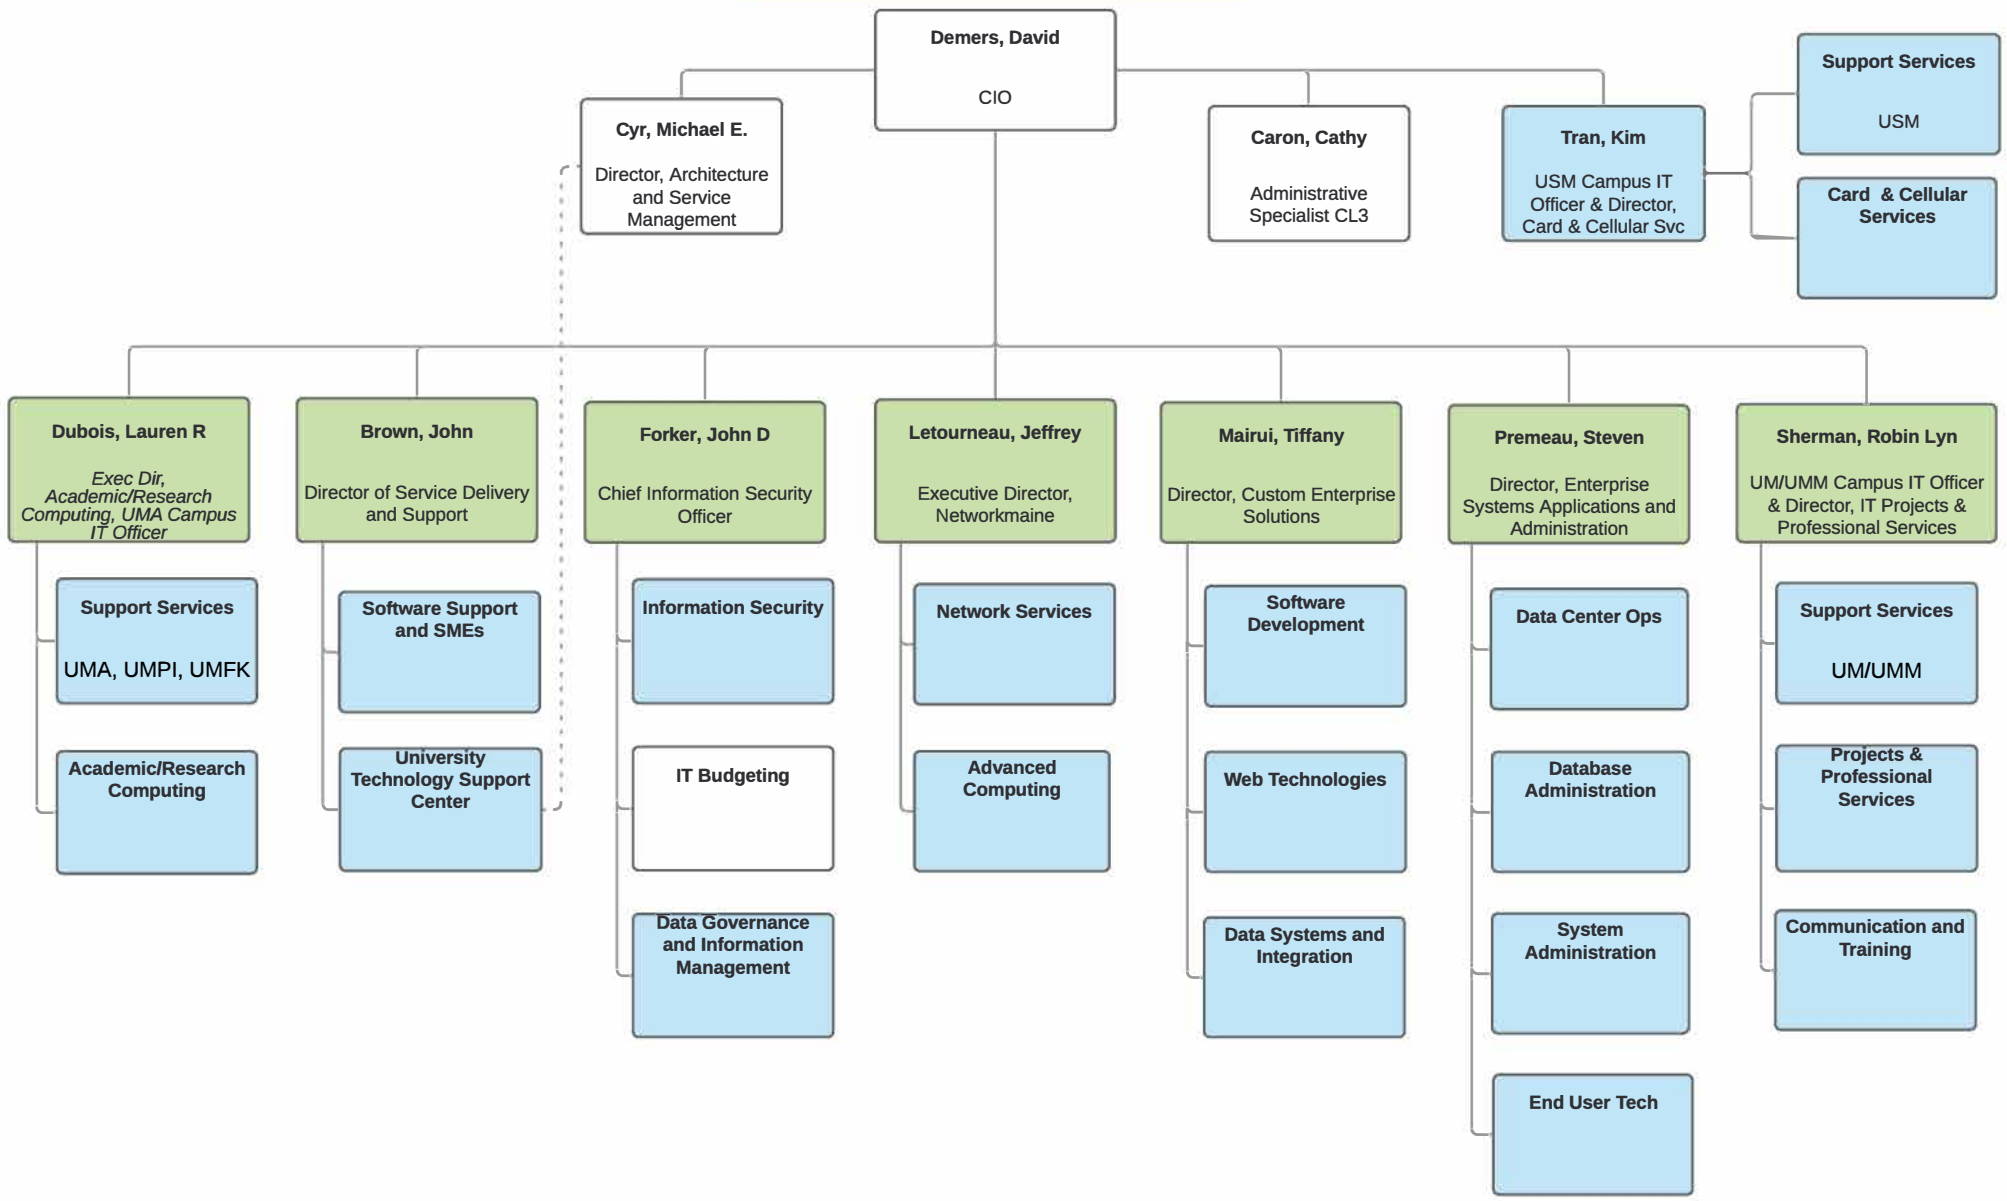 Demers, David
CIO
Cyr, Michael E.
Director, Architecture
and Service
Management
Caron, Cathy
Administrative
Specialist CL3
Tran, Kim
USM Campus IT
Officer & Director,
Card & Cellular Svc
Support Services
USM
Card & Cellular
Services
Dubois, Lauren R
Exec Dir,
Academic/Research
Computing, UMA Campus
IT Officer
Support Services
UMA, UMPI, UMFK
Academic/Research
Computing
Brown, John
Director of Service Delivery
and Support
Software Support
and SMEs
University
Technology Support
Center
Forker, John D
Chief Information Security
Officer
Information Security
IT Budgeting
Data Governance
and Information
Management
Letourneau, Jeffrey
Executive Director,
Networkmaine
Network Services
Advanced
Computing
Mairui, Tiffany
Director, Custom Enterprise
Solutions
Software
Development
Web Technologies
Data Systems and
Integration
Premeau, Steven
Director, Enterprise
Systems Applications and
Administration
Data Center Ops
Database
Administration
System
Administration
End User Tech
Sherman, Robin Lyn
UM/UMM Campus IT Officer
& Director, IT Projects &
Professional Services
Support Services
UM/UMM
Projects &
Professional
Services
Communication and
Training